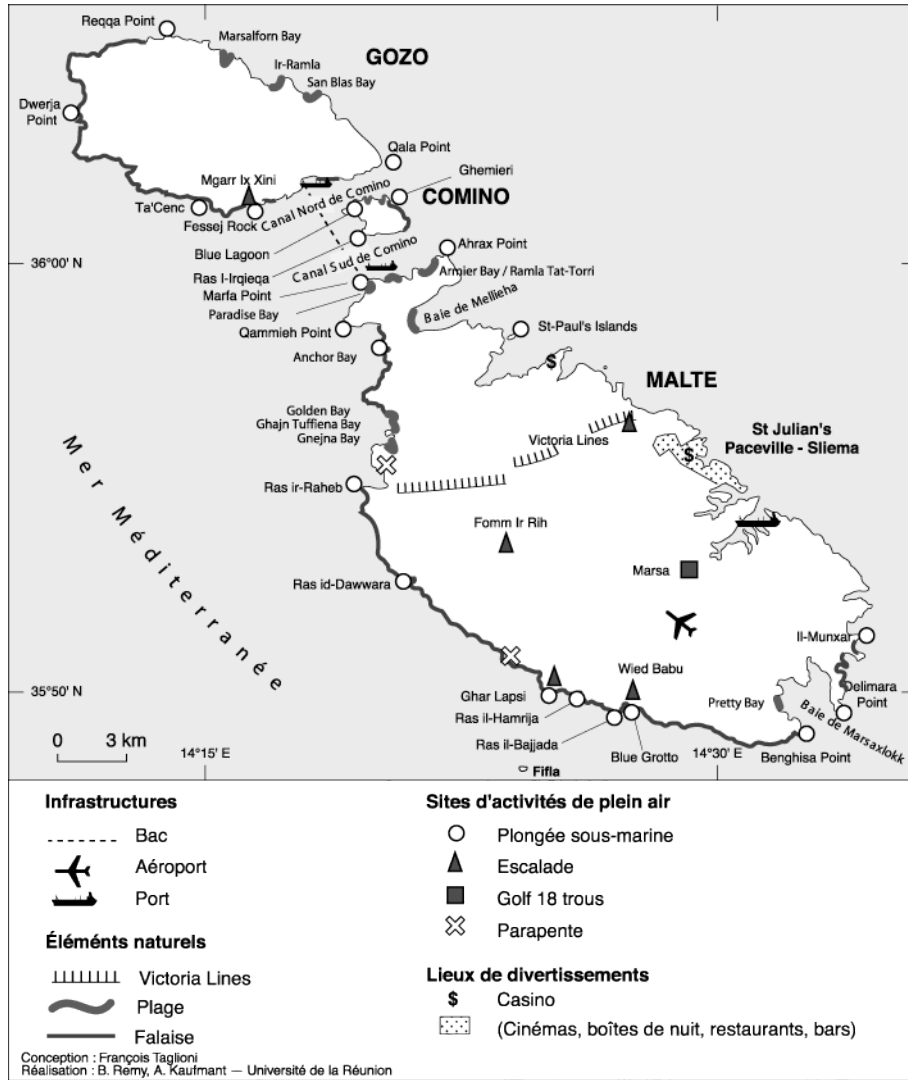 Reqqa Point
Marsalforn Bay
GOZO
Ir-Ramla
San Blas Bay
Dwerja
Point
Qala Point
Mgarr Ix Xini
Ghemieri
Canal Nord de Comino
COMINO
Ta'Cenc
Fessej Rock
Blue Lagoon
Ahrax Point
36°00' N
Ras I-Irqieqa
Canal Sud de Comino
Armier Bay / Ramla Tat-Torri
Marfa Point
Paradise Bay
Baie de Mellieha
Qammieh Point
St-Paul's Islands
Anchor Bay
$
MALTE
Golden Bay
Ghajn Tuffiena Bay
Gnejna Bay
Victoria Lines
St Julian's
Paceville - Sliema
$
Mer Méditerranée
Ras ir-Raheb
Fomm Ir Rih
Marsa
Ras id-Dawwara
Il-Munxar
35°50' N
Ghar Lapsi
Wied Babu
Delimara
Point
Pretty Bay
Baie de Marsaxlokk
Ras il-Hamrija
Ras il-Bajjada
Blue Grotto
Benghisa Point
0 3 km
14°15' E
14°30' E
Fifla
Infrastructures
Bac
Aéroport
Port
Éléménts naturels
Victoria Lines
Plage
Falaise
Sites d'activités de plein air
Plongée sous-marine
Escalade
Golf 18 trous
Parapente
Lieux de divertissements
$ Casino
(Cinémas, boîtes de nuit, restaurants, bars)
Conception : François Taglioni
Réalisation : B. Remy, A. Kaufmant — Université de la Réunion